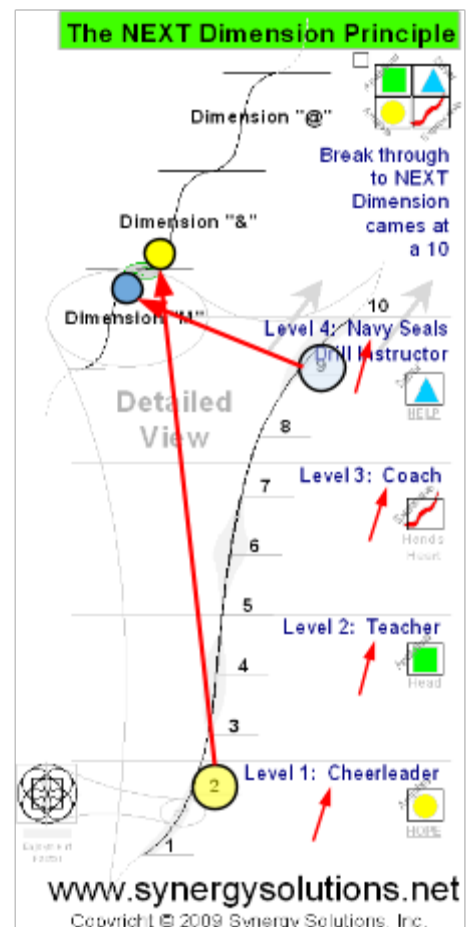 The NEXT Dimension Principle
Dimension "@"
Break through
to NEXT
Dimension
cames at
a 10
Dimension "&"
Dimension "M"
10
Level 4: Navy Seals
Drill Instructor
9
HELP
Detailed
View
8
Level 3: Coach
7
Hends
Heart
6
5
Level 2: Teacher
4
Head
3
Level 1: Cheerleader
2
HOPE
1
www.synergysolutions.net
Copyright © 2009 Synergy Solutions, Inc.